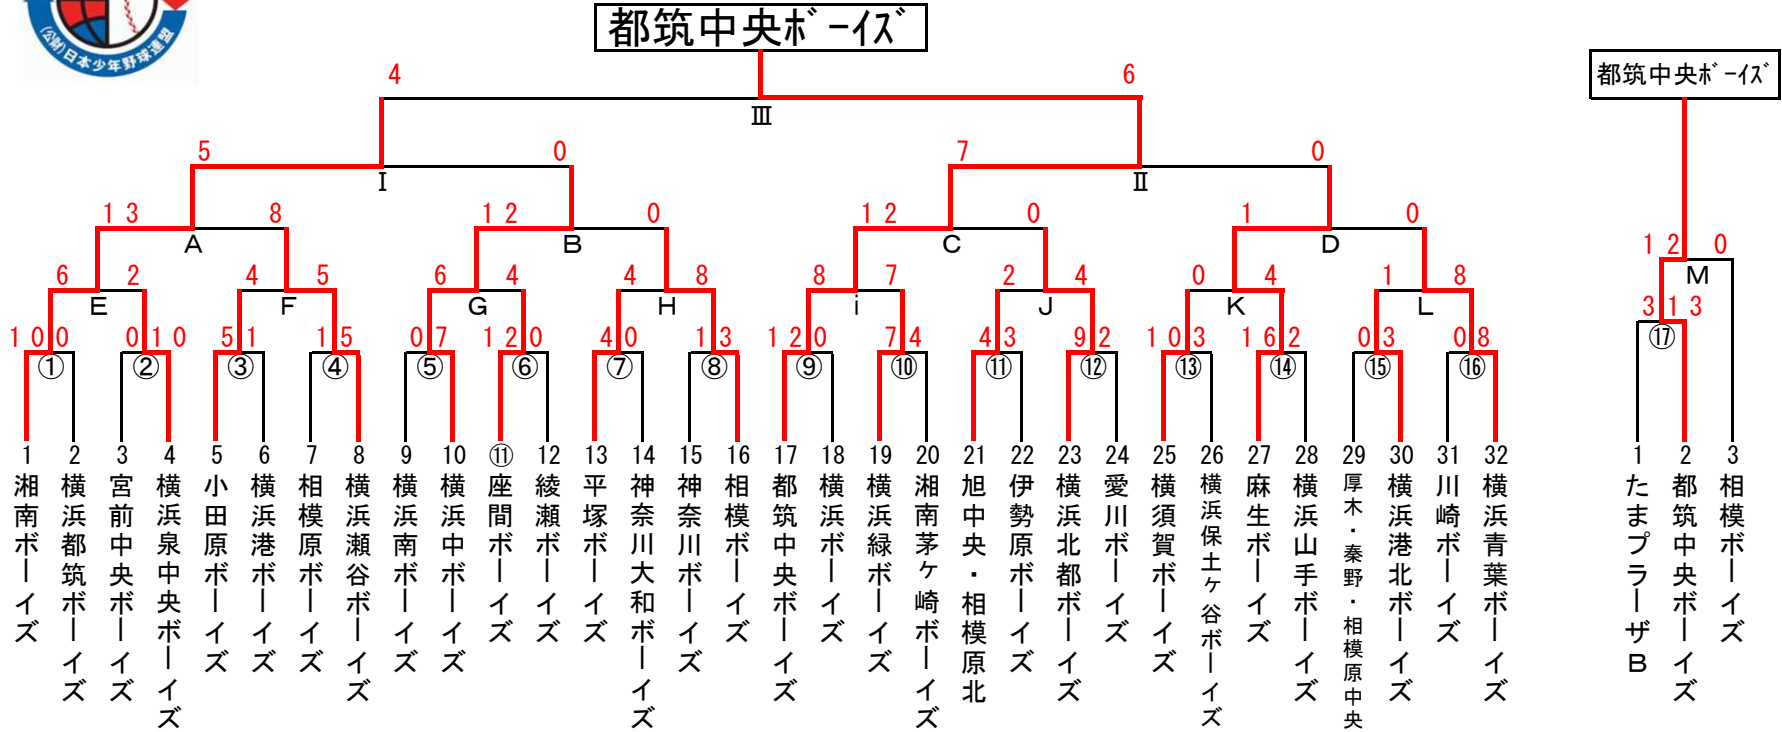 都筑中央ﾎﾞｰｲｽﾞ
(公財)日本少年野球連盟
都筑中央ﾎﾞｰｲｽﾞ
4 6
Ⅲ
5 0 7 0
Ⅰ Ⅱ
13 8 12 0 12 0 1 0
A B C D
12 0
M
6 2 4 5 6 4 4 8 8 7 2 4 0 4 1 8
E F G H i J K L
3 13
⑰
10 0 0 10 5 1 1 5 0 7 12 0 4 0 1 3 12 0 7 4 4 3 9 2 10 3 16 2 0 3 0 8
① ② ③ ④ ⑤ ⑥ ⑦ ⑧ ⑨ ⑩ ⑪ ⑫ ⑬ ⑭ ⑮ ⑯
1 湘南ボーイズ
2 横浜都筑ボーイズ
3 宮前中央ボーイズ
4 横浜泉中央ボーイズ
5 小田原ボーイズ
6 横浜港ボーイズ
7 相模原ボーイズ
8 横浜瀬谷ボーイズ
9 横浜南ボーイズ
10 横浜中ボーイズ
⑪ 座間ボーイズ
12 綾瀬ボーイズ
13 平塚ボーイズ
14 神奈川大和ボーイズ
15 神奈川ボーイズ
16 相模ボーイズ
17 都筑中央ボーイズ
18 横浜ボーイズ
19 横浜緑ボーイズ
20 湘南茅ヶ崎ボーイズ
21 旭中央・相模原北
22 伊勢原ボーイズ
23 横浜北都ボーイズ
24 愛川ボーイズ
25 横須賀ボーイズ
26 横浜保土ヶ谷ボーイズ
27 麻生ボーイズ
28 横浜山手ボーイズ
29 厚木・秦野・相模原中央
30 横浜港北ボーイズ
31 川崎ボーイズ
32 横浜青葉ボーイズ
1 たまプラーザB
2 都筑中央ボーイズ
3 相模ボーイズ